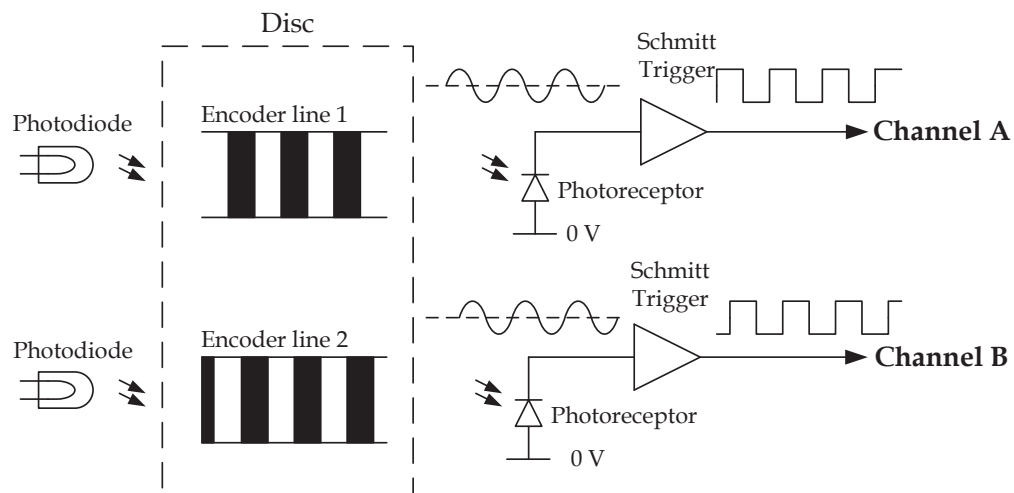 Disc
Schmitt
Trigger
Photodiode
Encoder line 1
Channel A
Photoreceptor
0 V
Schmitt
Trigger
Photodiode
Encoder line 2
Channel B
Photoreceptor
0 V